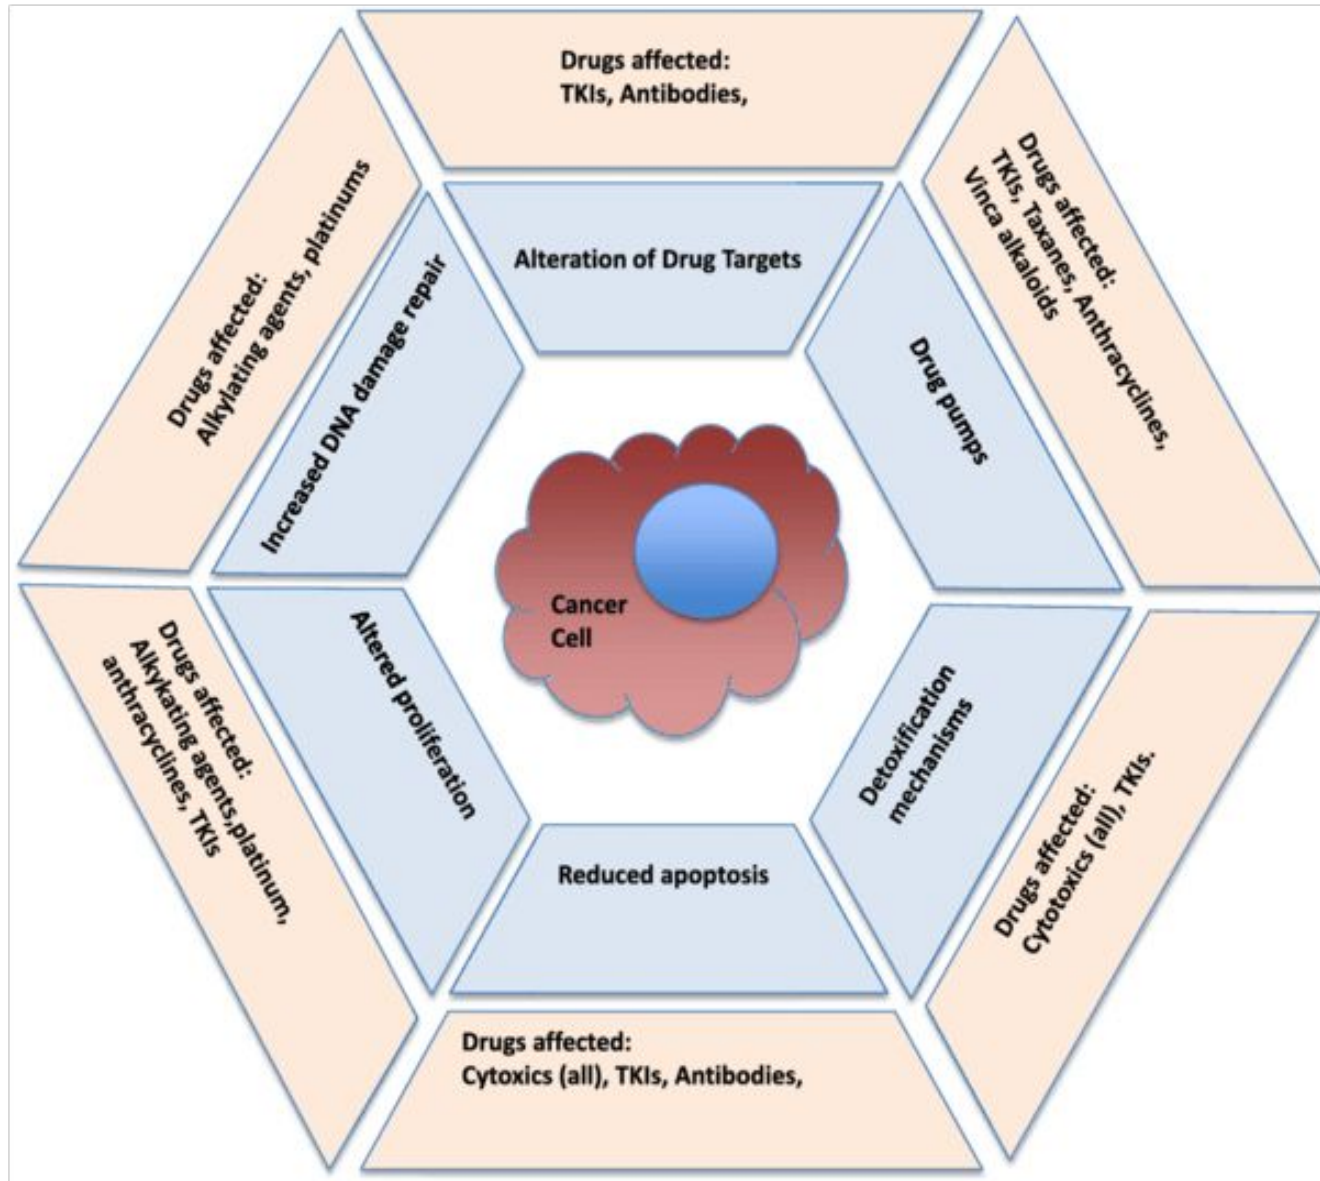 Drugs affected:
TKIs, Antibodies,
Alteration of Drug Targets
Drugs affected:
TKIs, Taxanes, Anthracyclines,
Vinca alkaloids
Drug pumps
Drugs affected:
Cytotoxics (all), TKIs.
Detoxification
mechanisms
Reduced apoptosis
Drugs affected:
Cytoxics (all), TKIs, Antibodies,
Altered proliferation
Drugs affected:
Alkykating agents,platinum,
anthracyclines, TKIs
Increased DNA damage repair
Drugs affected:
Alkylating agents, platinums
Cancer
Cell